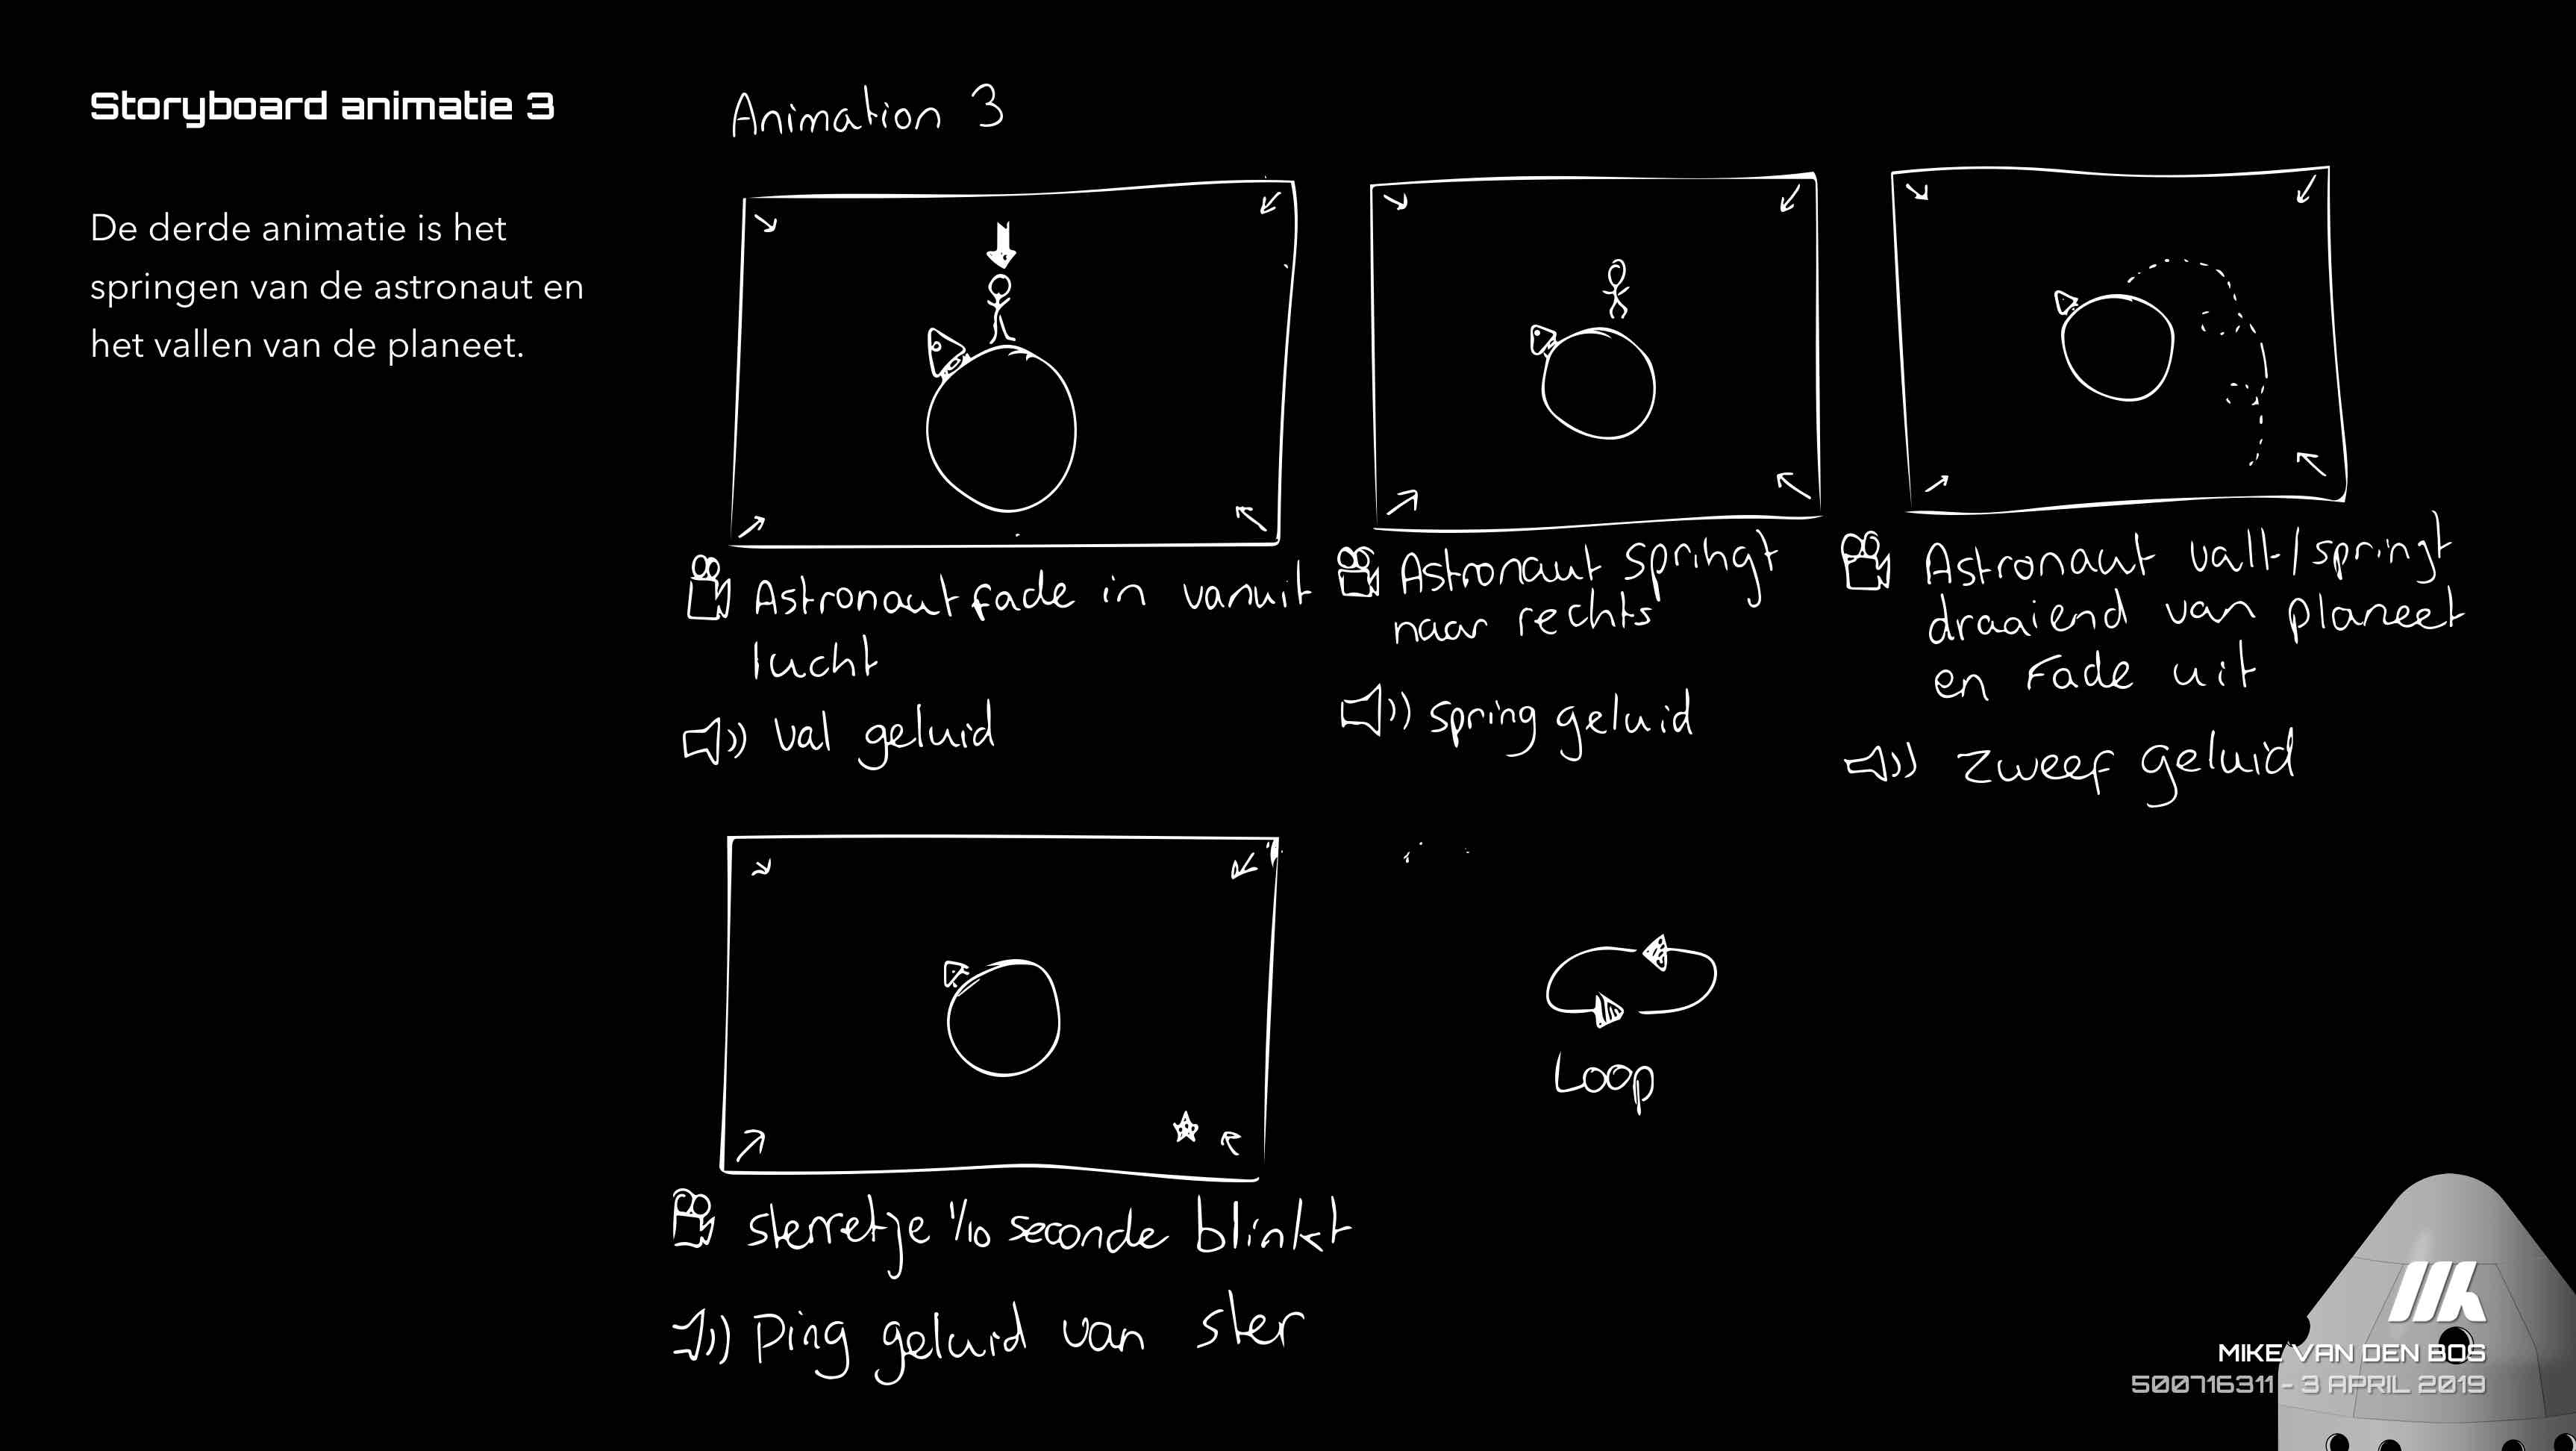 Storyboard animatie 3
De derde animatie is het
springen van de astronaut en
het vallen van de planeet.
Animation 3
Astronaut fade in vanuit
lucht
val geluid
Astronaut springt
naar rechts
spring geluid
Astronaut valt/springt
draaiend van planeet
en fade uit
zweef geluid
sterretje 1/10 seconde blinkt
Ping geluid van ster
Loop
MIKE VAN DEN BOS
500716311 - 3 APRIL 2019